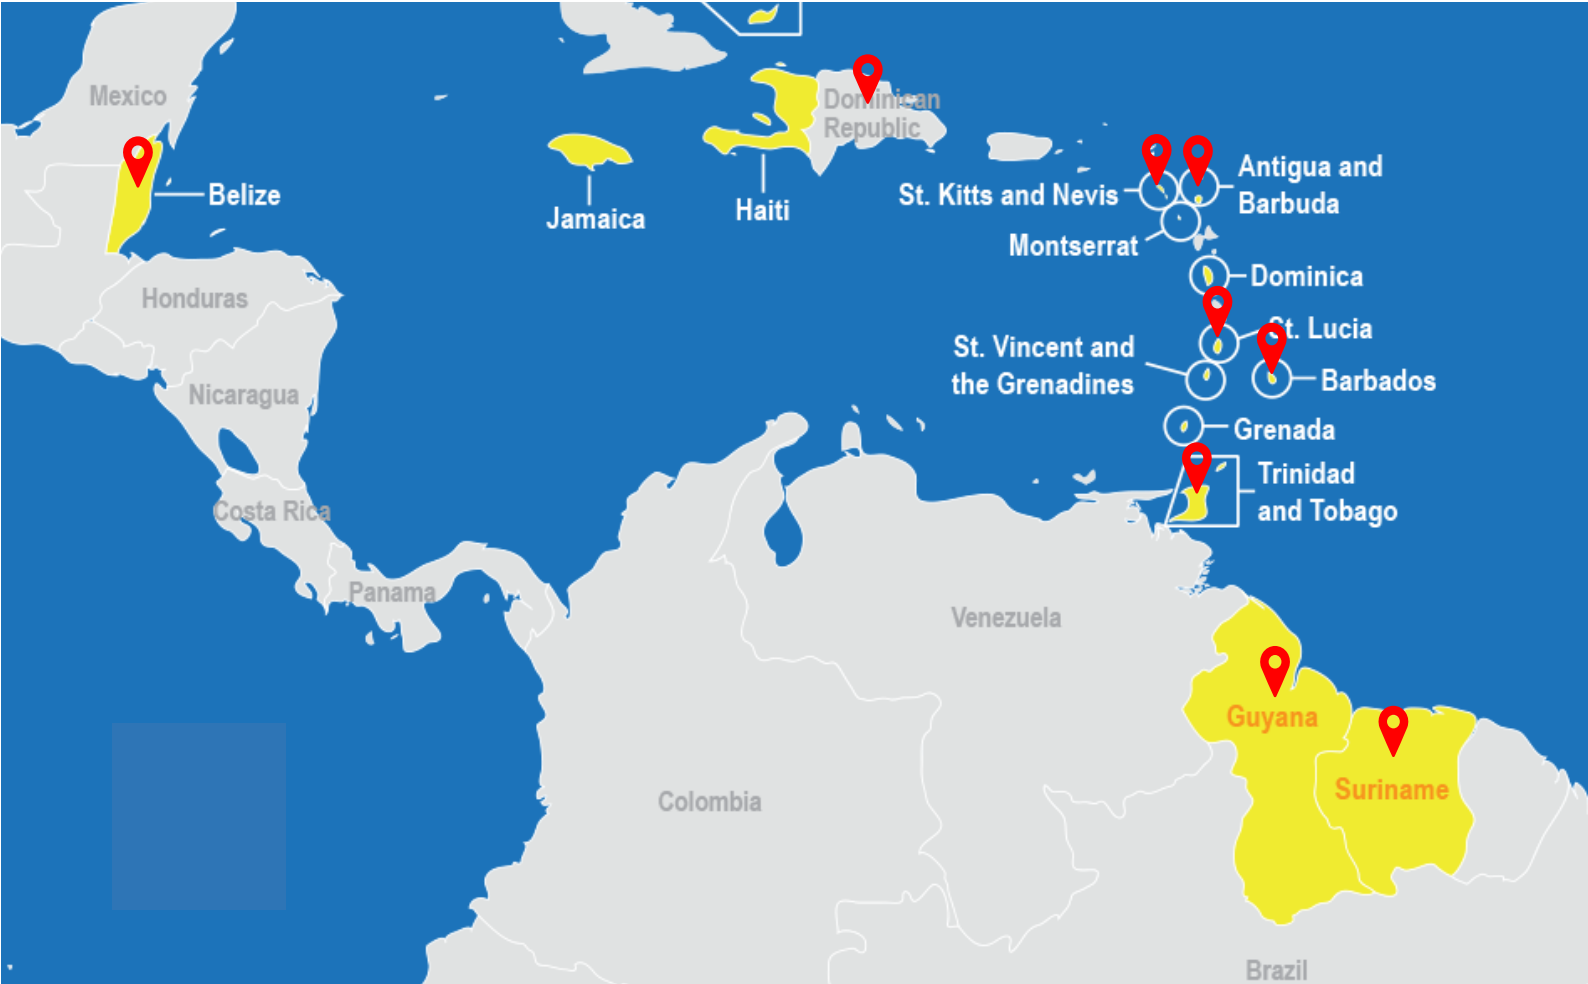 Mexico
Dominican
Republic
Belize
Jamaica
Haiti
St. Kitts and Nevis
Antigua and
Barbuda
Montserrat
Dominica
Honduras
St. Lucia
St. Vincent and
the Grenadines
Barbados
Nicaragua
Grenada
Trinidad
and Tobago
Costa Rica
Panama
Venezuela
Guyana
Suriname
Colombia
Brazil